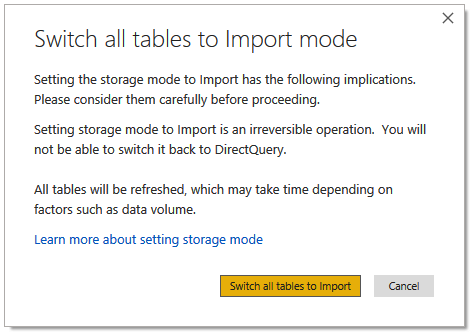 Switch all tables to Import mode
Setting the storage mode to Import has the following implications.
Please consider them carefully before proceeding.
Setting storage mode to Import is an irreversible operation.  You will
not be able to switch it back to DirectQuery.
All tables will be refreshed, which may take time depending on
factors such as data volume.
Learn more about setting storage mode
Switch all tables to Import
Cancel